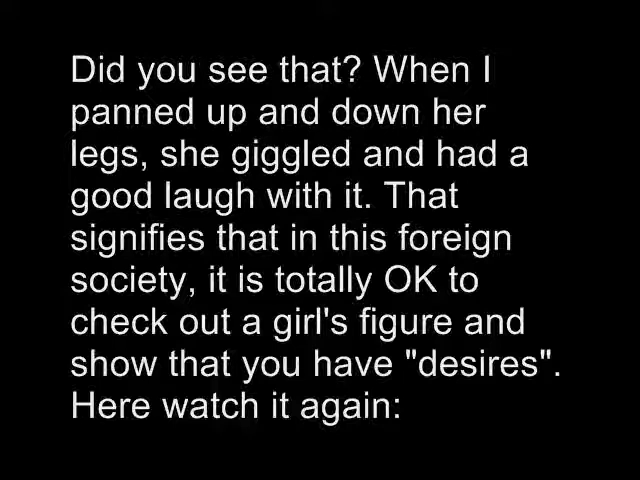 Did you see that? When I
panned up and down her
legs, she giggled and had a
good laugh with it. That
signifies that in this foreign
society, it is totally OK to
check out a girl's figure and
show that you have "desires".
Here watch it again: